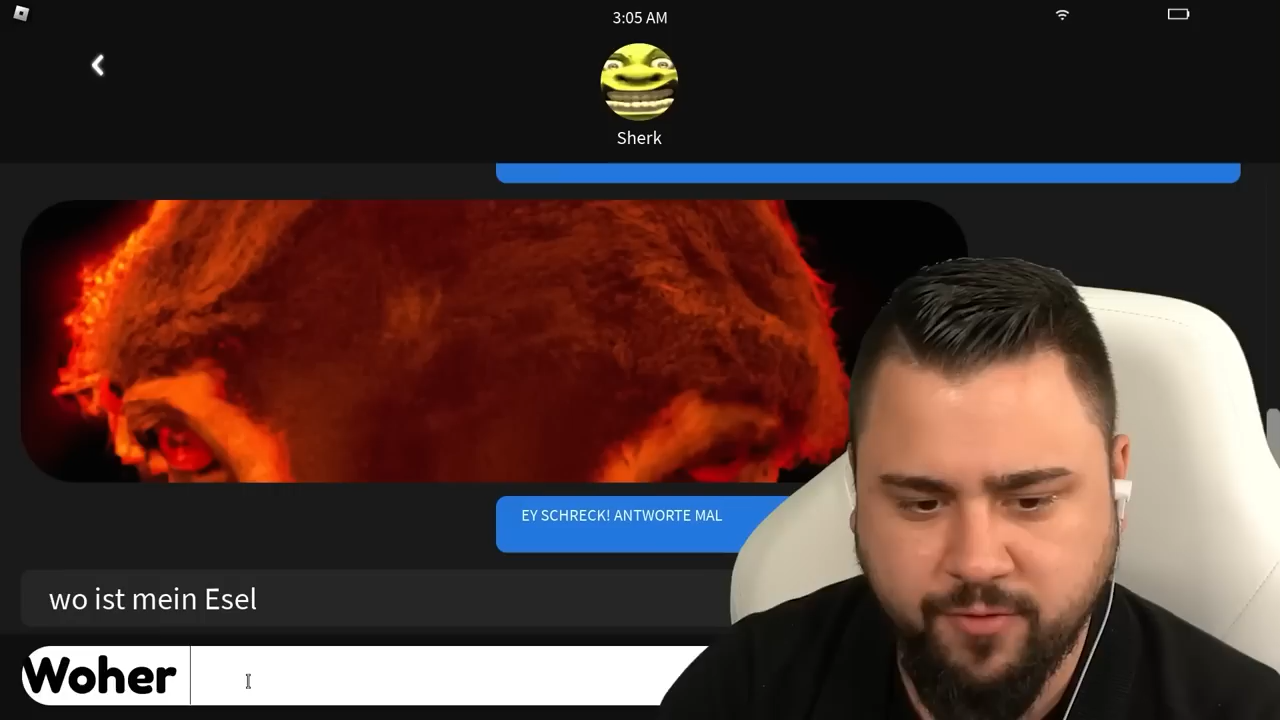 3:05 AM
Sherk
EY SCHRECK! ANTWORTE MAL
wo ist mein Esel
Woher